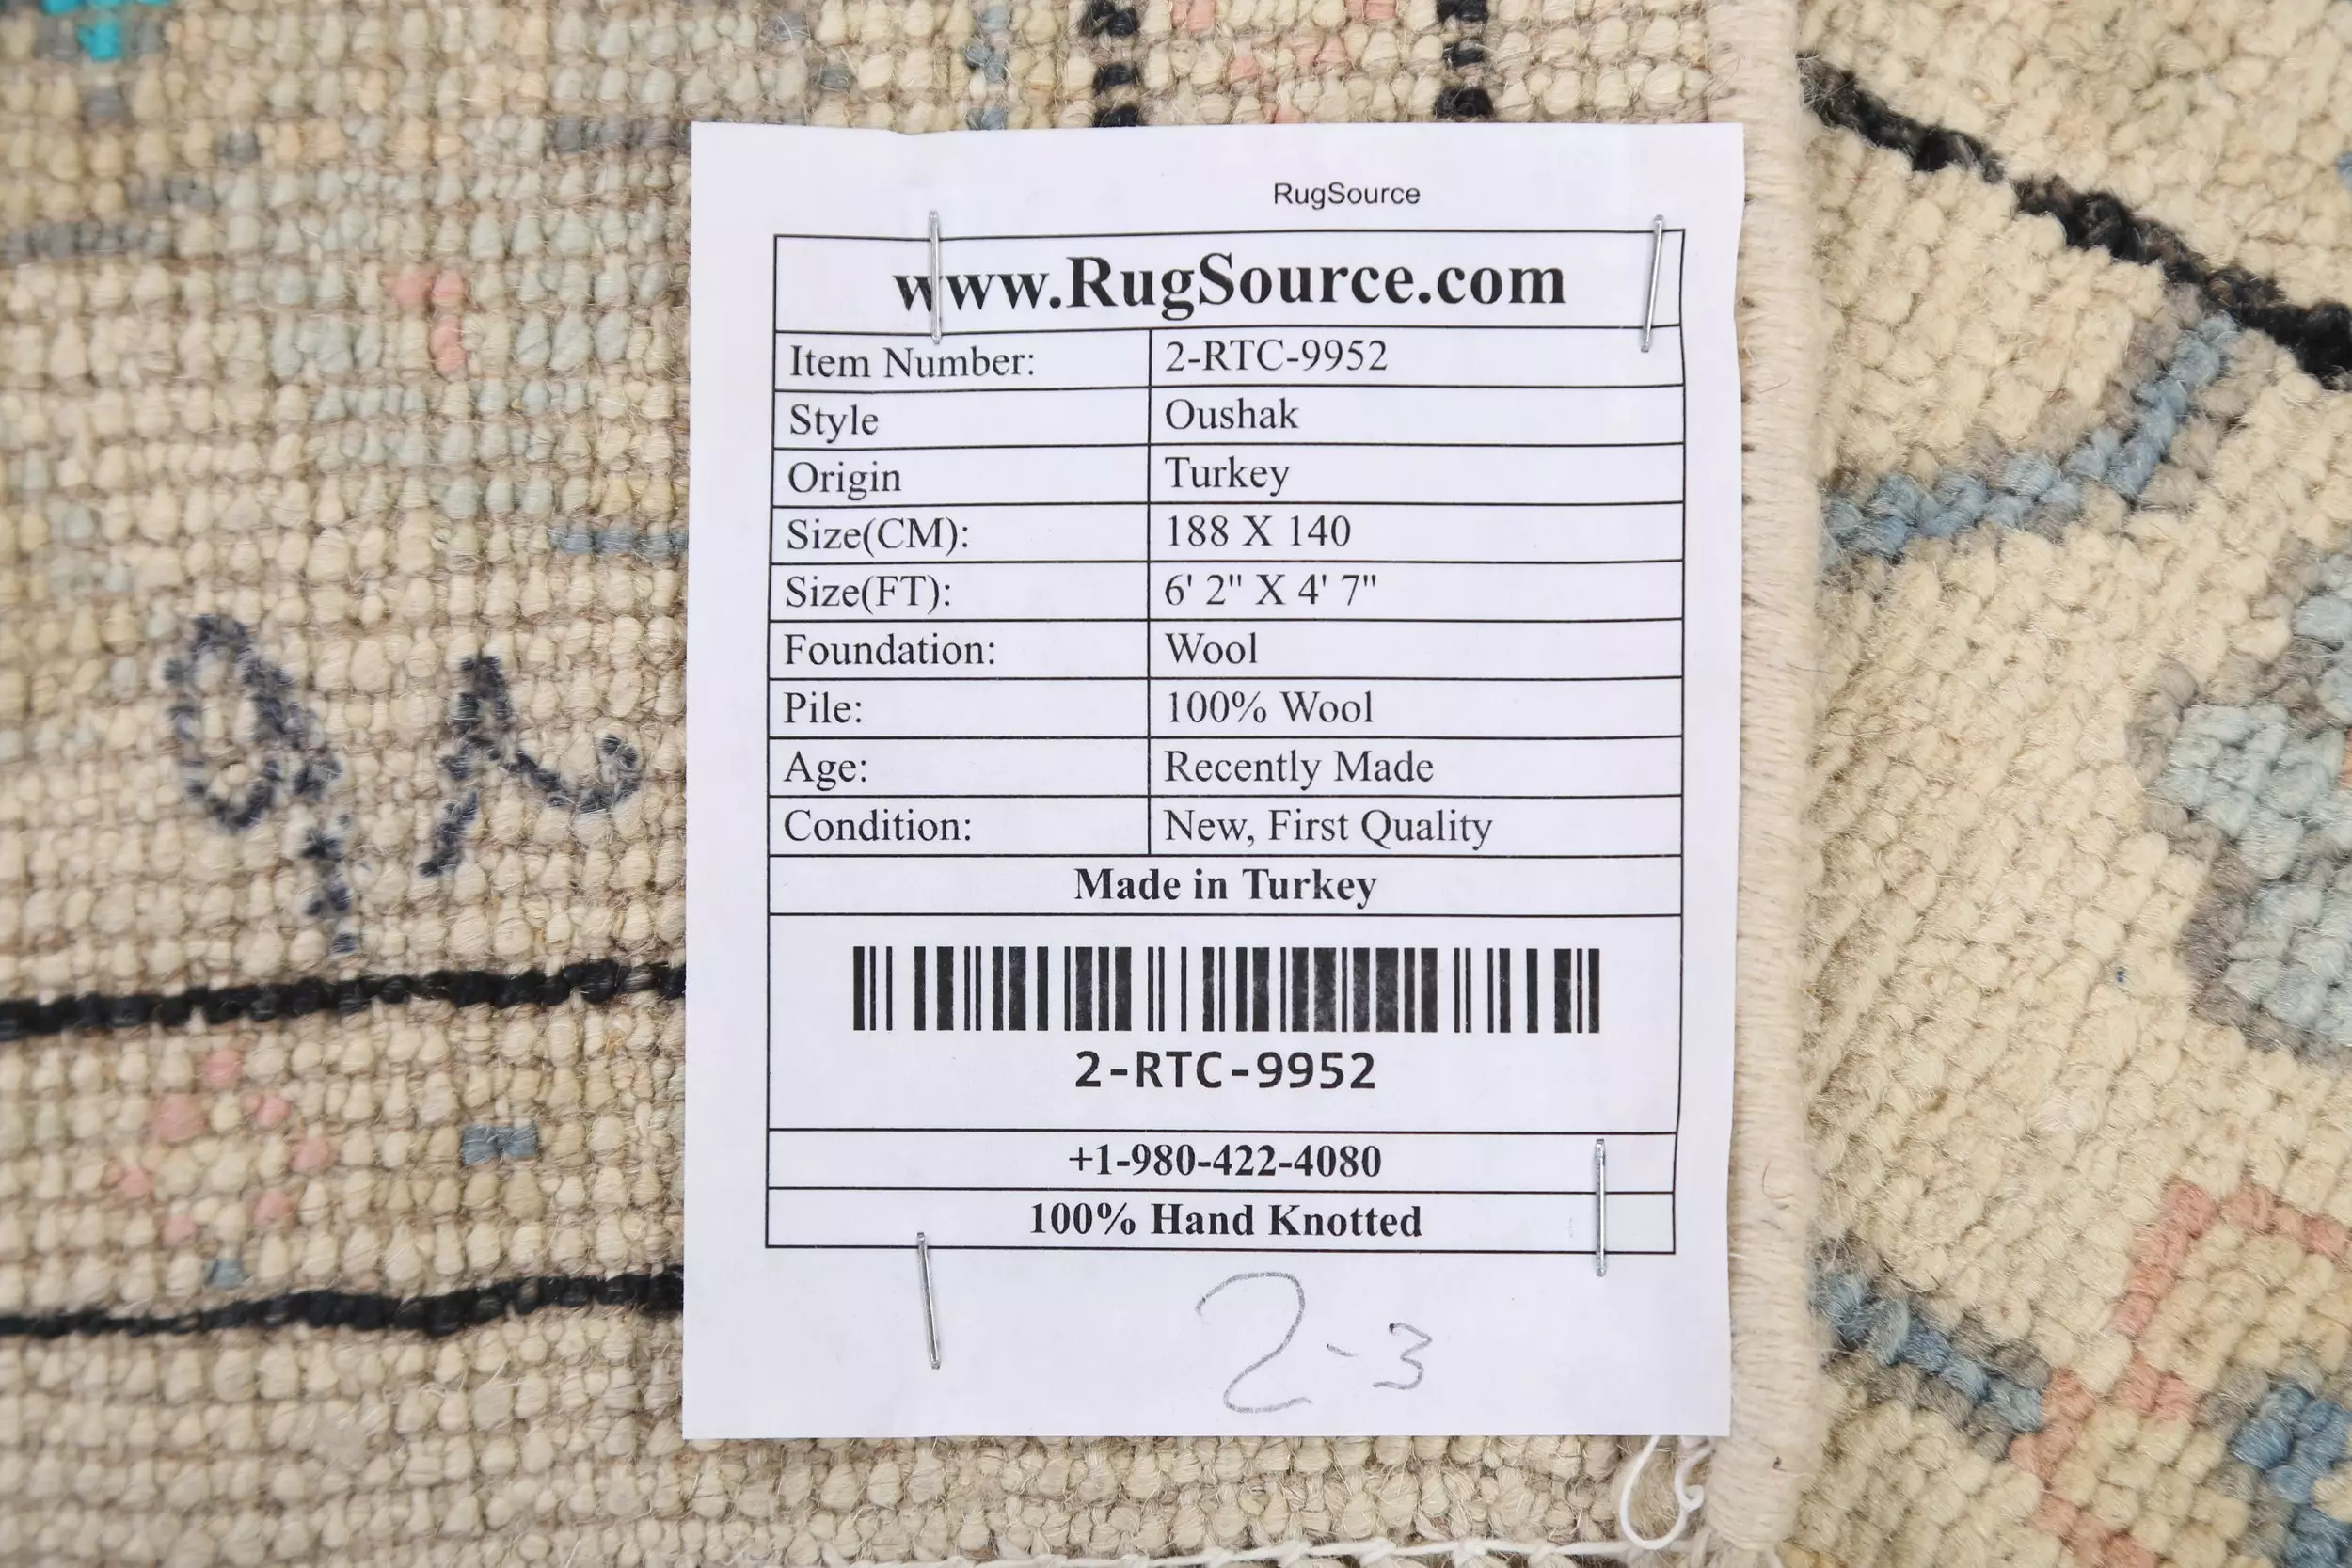 RugSource
www.RugSource.com
Item Number: 2-RTC-9952
Style Oushak
Origin Turkey
Size(CM): 188 X 140
Size(FT): 6' 2" X 4' 7"
Foundation: Wool
Pile: 100% Wool
Age: Recently Made
Condition: New, First Quality
Made in Turkey
2-RTC-9952
+1-980-422-4080
100% Hand Knotted
2-3